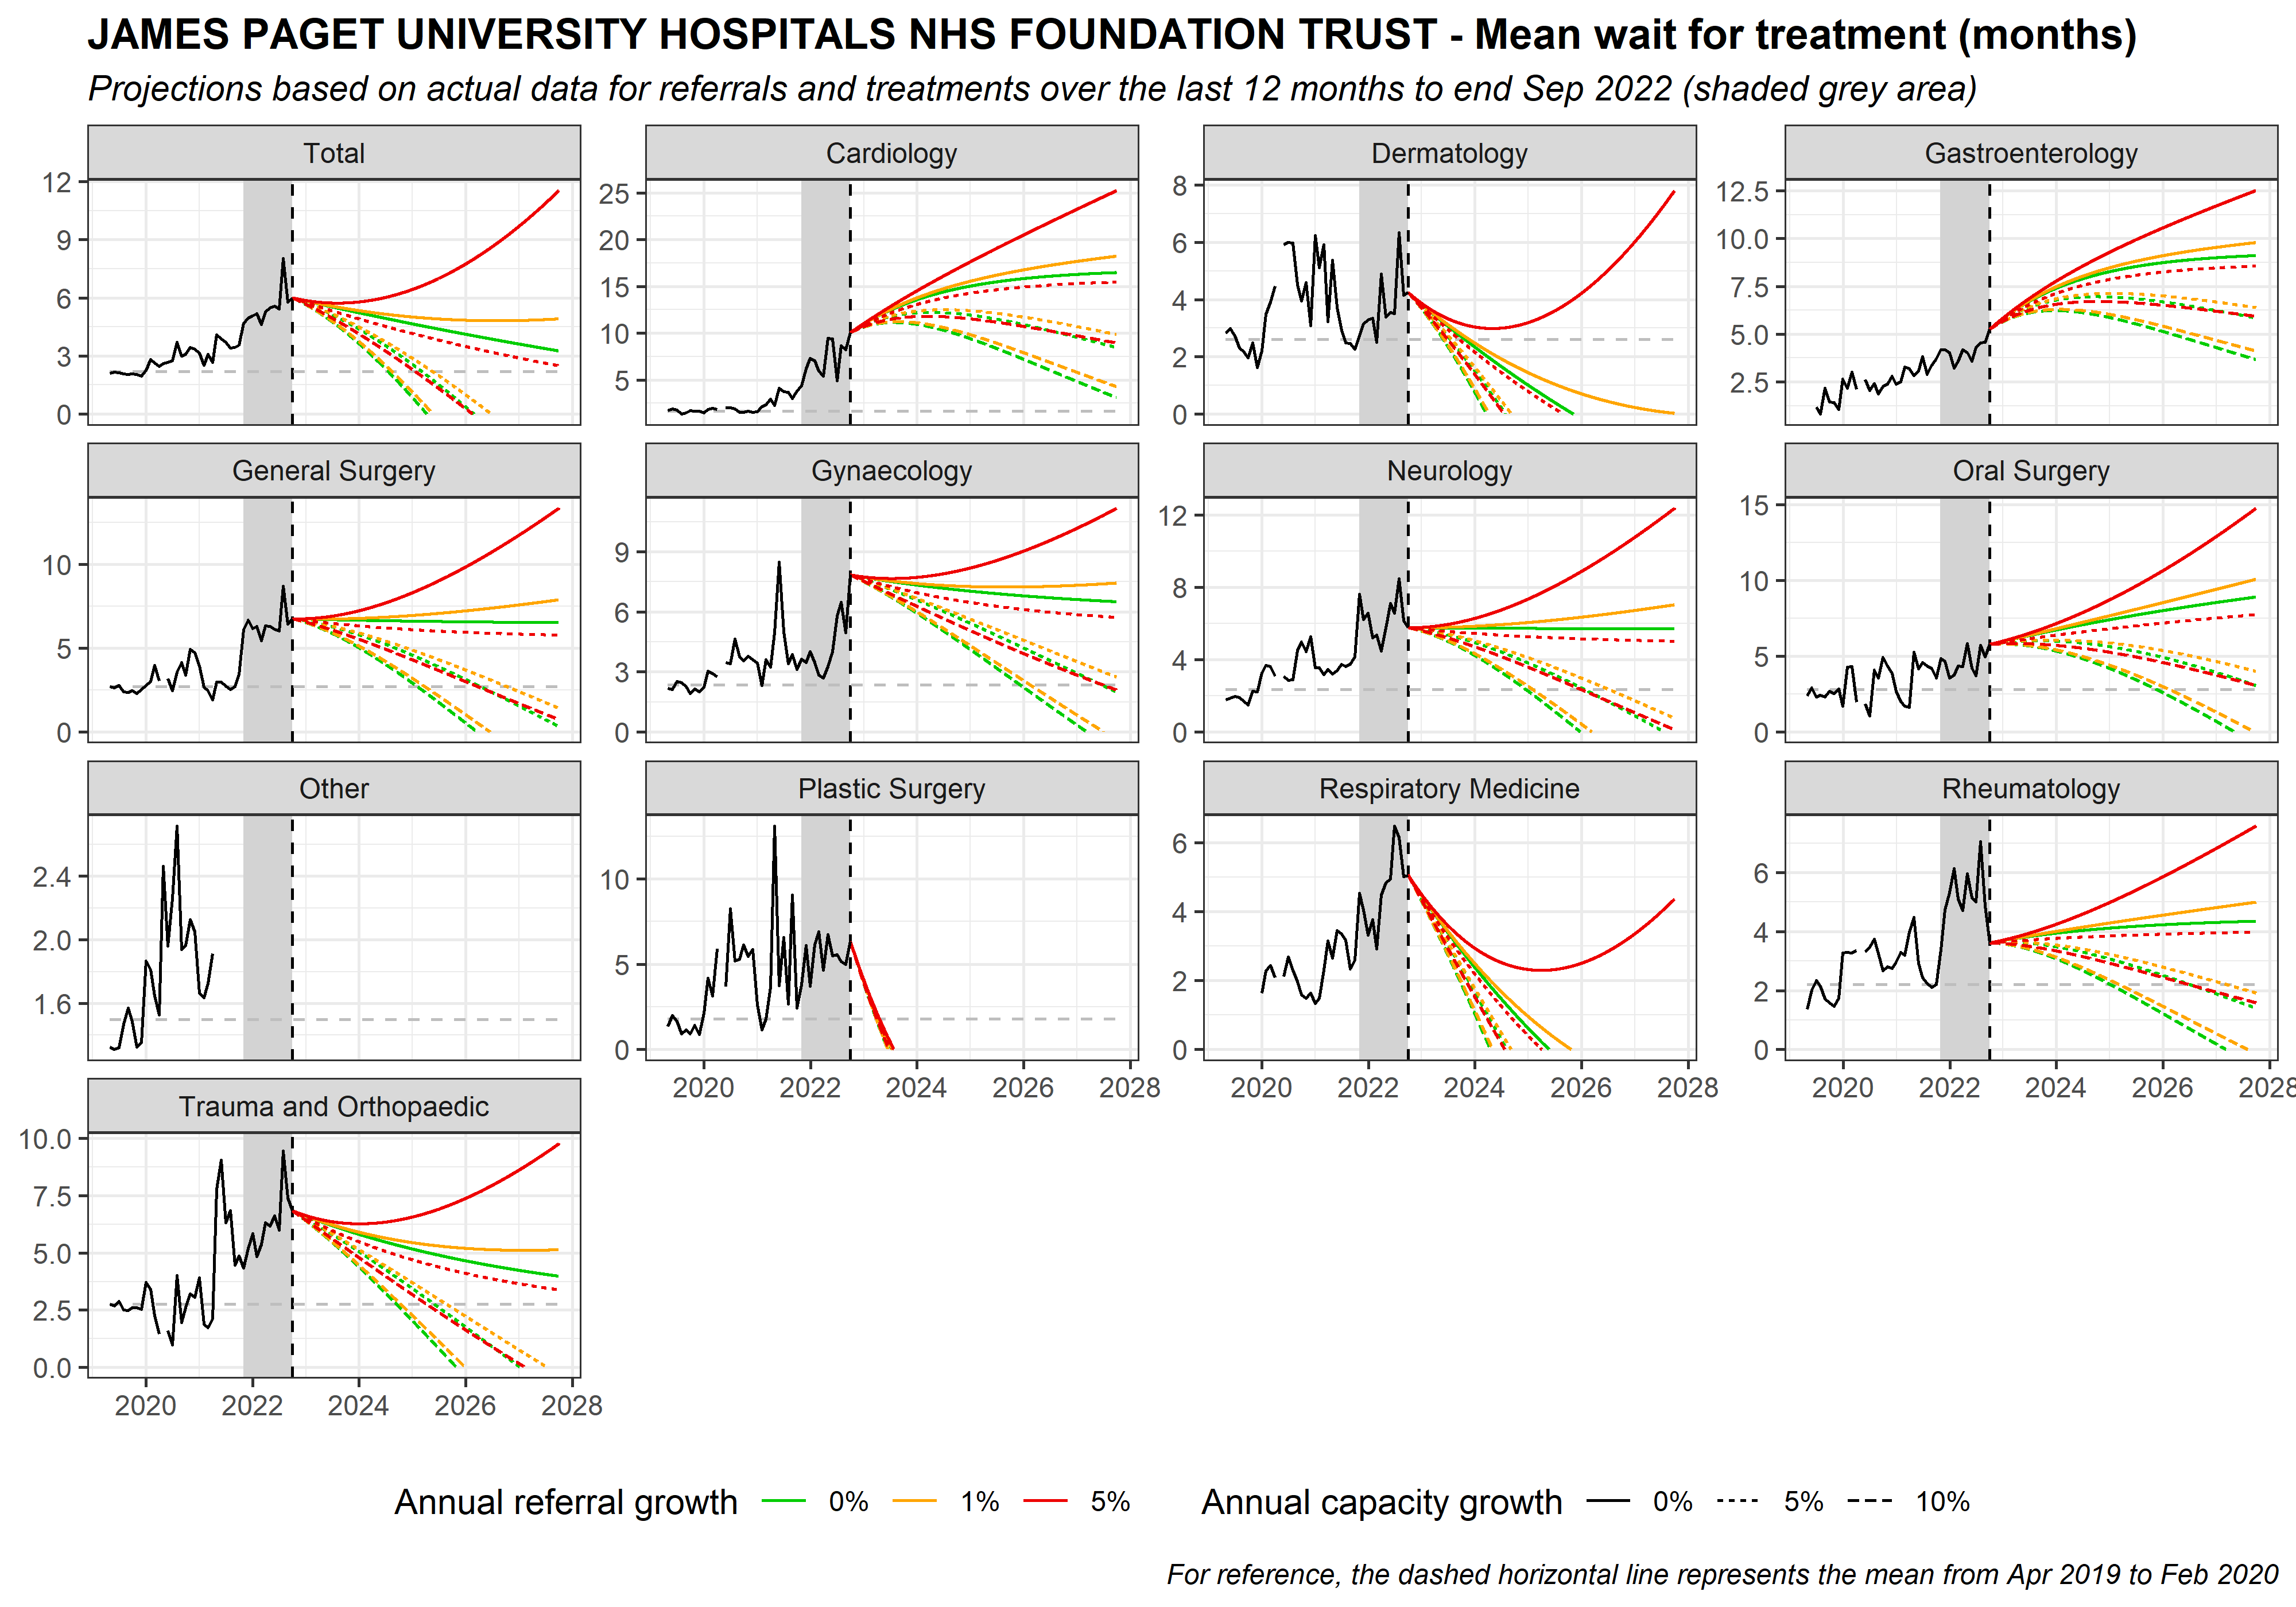 JAMES PAGET UNIVERSITY HOSPITALS NHS FOUNDATION TRUST - Mean wait for treatment (months)
Projections based on actual data for referrals and treatments over the last 12 months to end Sep 2022 (shaded grey area)
Total
12
9
6
3
0
Cardiology
25
20
15
10
5
Dermatology
8
6
4
2
0
Gastroenterology
12.5
10.0
7.5
5.0
2.5
General Surgery
10
5
0
Gynaecology
9
6
3
0
Neurology
12
8
4
0
Oral Surgery
15
10
5
0
Other
2.4
2.0
1.6
Plastic Surgery
10
5
0
2020 2022 2024 2026 2028
Respiratory Medicine
6
4
2
0
2020 2022 2024 2026 2028
Rheumatology
6
4
2
0
2020 2022 2024 2026 2028
Trauma and Orthopaedic
10.0
7.5
5.0
2.5
0.0
2020 2022 2024 2026 2028
Annual referral growth 0% 1% 5% Annual capacity growth 0% 5% 10%
For reference, the dashed horizontal line represents the mean from Apr 2019 to Feb 2020